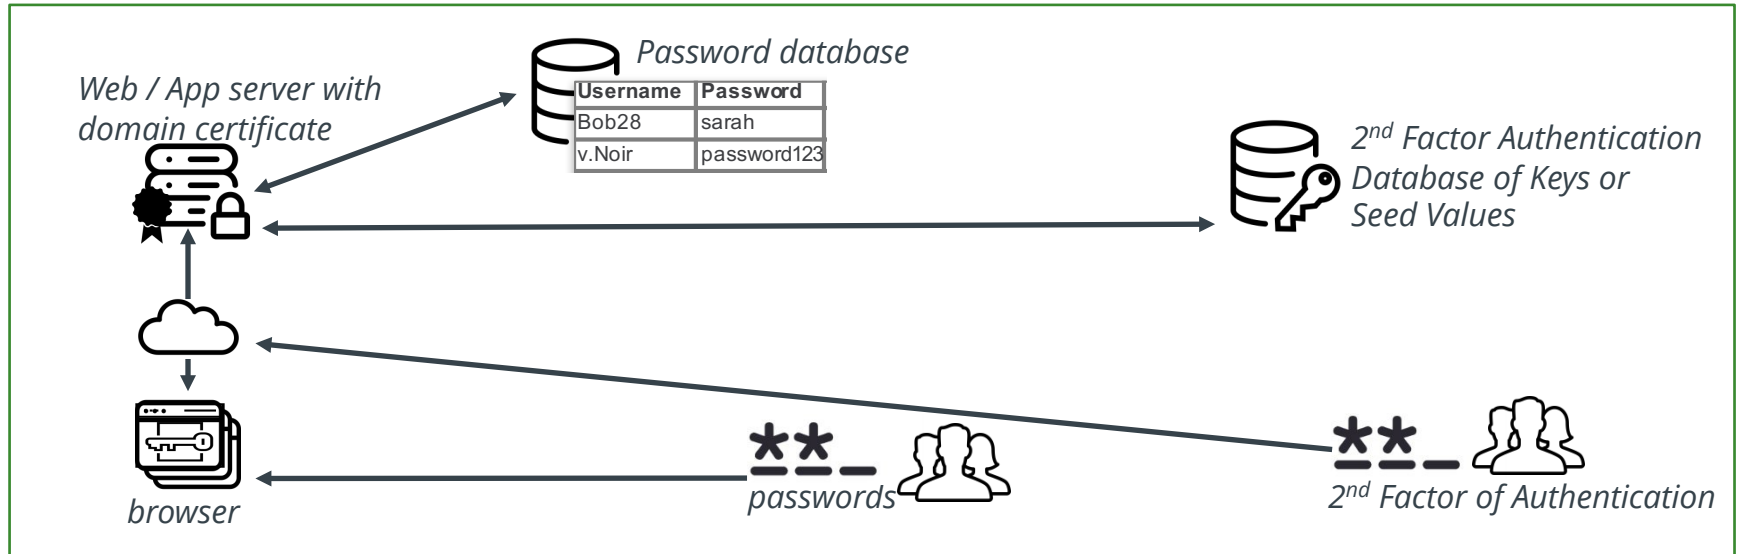 Web / App server with
domain certificate
Password database
Username Password
Bob28 sarah
v.Noir password123
2nd Factor Authentication
Database of Keys or
Seed Values
browser
**_
passwords
**_
2nd Factor of Authentication